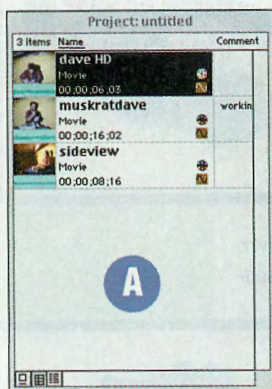 Project: untitled
3 items Name Comment
dave HD
Movie
00;00;06;03
muskratdave workin
Movie
00;00;16;02
sideview
Movie
00;00;08;16
A